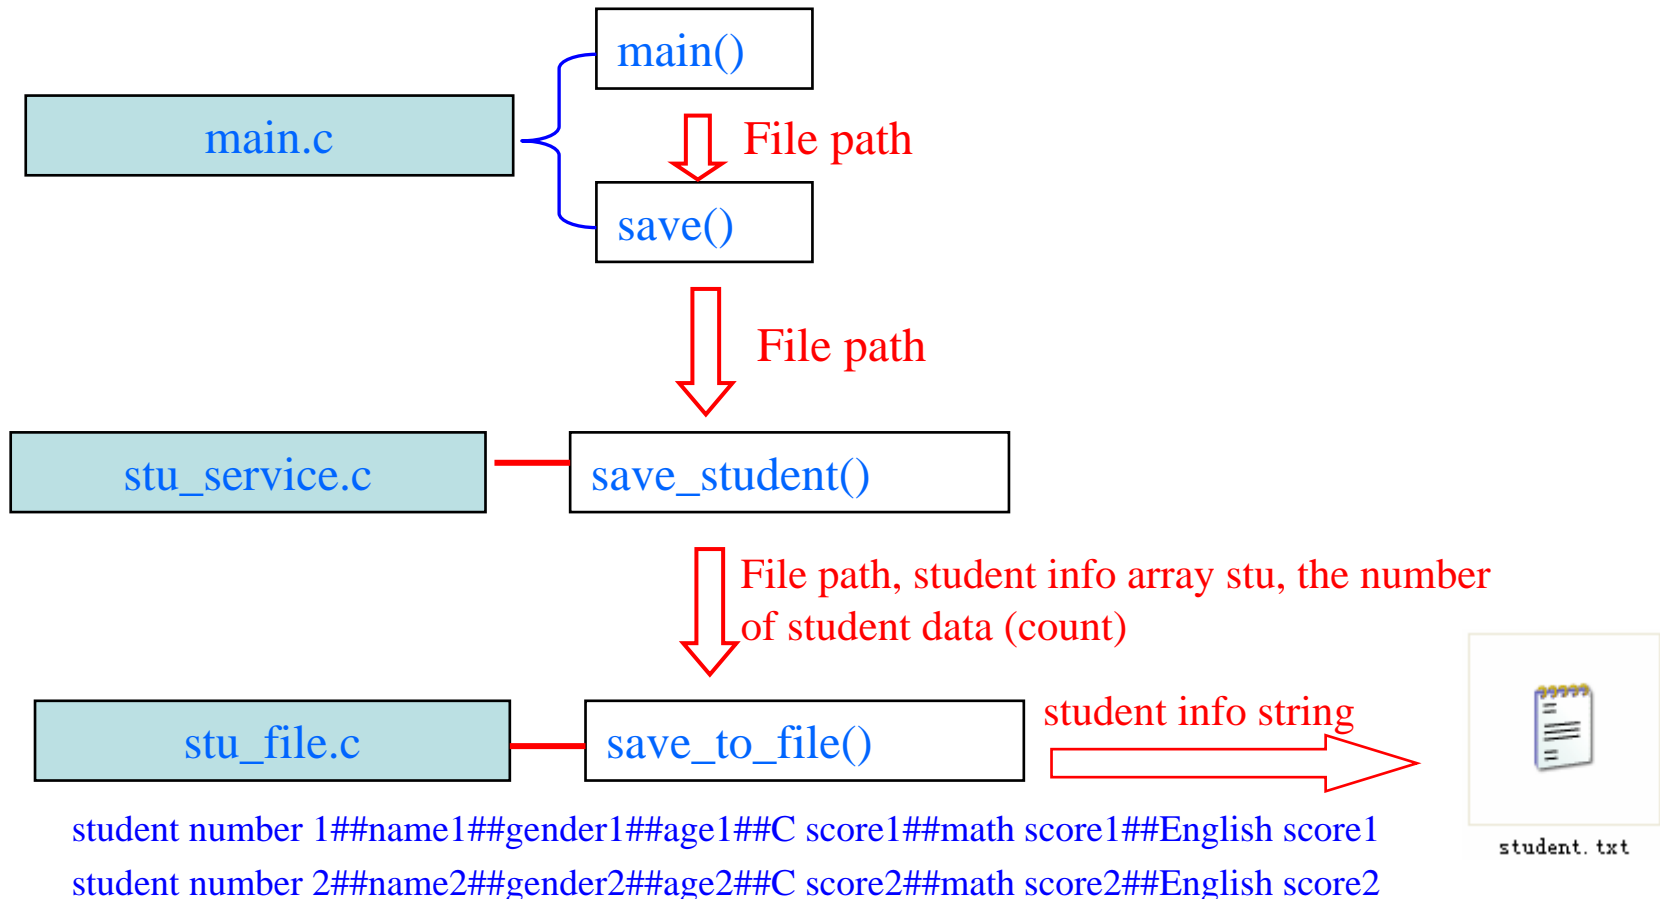 main()
main.c
File path
save()
File path
stu_service.c
save_student()
File path, student info array stu, the number
of student data (count)
stu_file.c
save_to_file()
student info string
student number 1##name1##gender1##age1##C score1##math score1##English score1
student.txt
student number 2##name2##gender2##age2##C score2##math score2##English score2